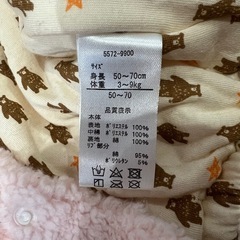 5572-9900
サイズ
身長 50〜70cm
体重 3〜9kg
50〜70
品質表示
本体
表地 ポリエステル 100%
中綿 ポリエステル 100%
裏地 綿 100%
リブ部分
綿 95%
ポリウレタン 5%